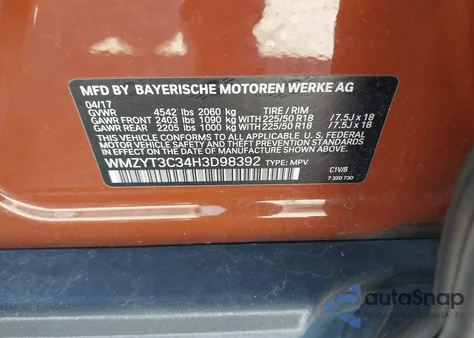 MFD BY BAYERISCHE MOTOREN WERKE AG
04/17
GVWR 4542 lbs 2060 kg TIRE / RIM
GAWR FRONT 2403 lbs 1090 kg WITH 225/50 R18 / 7.5J x 18
GAWR REAR 2205 lbs 1000 kg WITH 225/50 R18 / 7.5J x 18
THIS VEHICLE CONFORMS TO ALL APPLICABLE U. S. FEDERAL
MOTOR VEHICLE SAFETY, BUMPER, AND THEFT PREVENTION
STANDARDS IN EFFECT ON THE DATE OF MANUFACTURE SHOWN
ABOVE.
WMZYT3C34H3D98392 TYPE: MPV
C1V/6
7 320 730
autoSnap